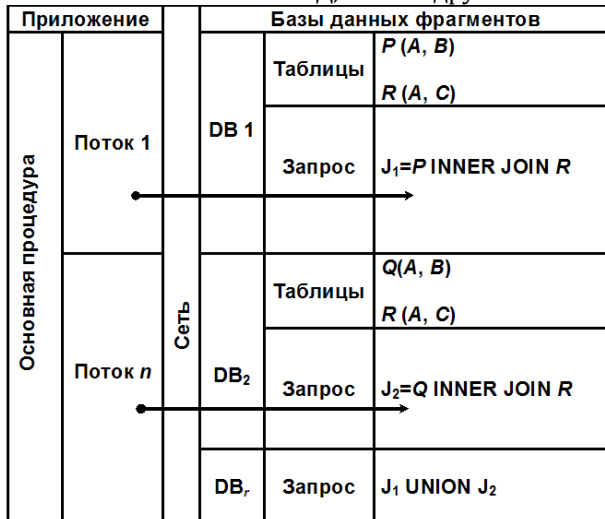 Приложение
Базы данных фрагментов
Основная процедура
Поток 1
Сеть
DB 1
Таблицы
P (A, B)
R (A, C)
Запрос
J₁=P INNER JOIN R
Поток n
DB₂
Таблицы
Q(A, B)
R (A, C)
Запрос
J₂=Q INNER JOIN R
DBᵣ
Запрос
J₁ UNION J₂